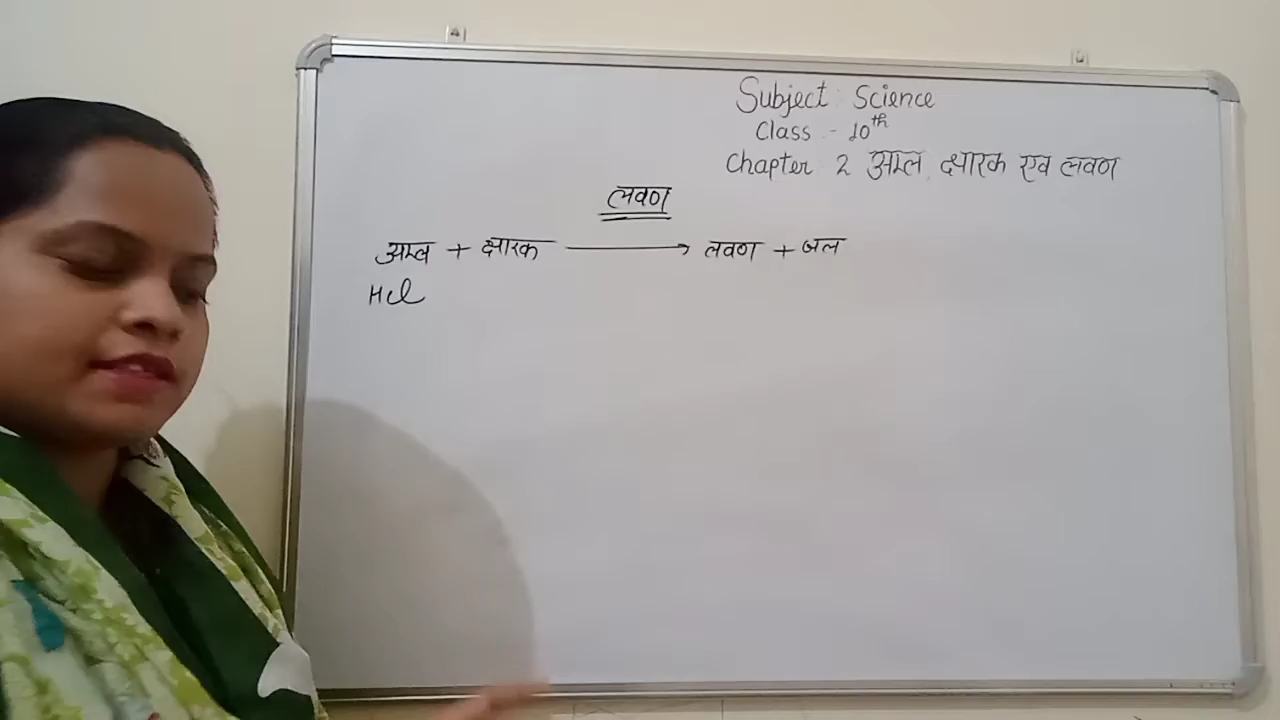 Subject : Science
Class - 10th
Chapter 2 अम्ल, क्षारक एव लवण
लवण
अम्ल + क्षारक → लवण + जल
HCl